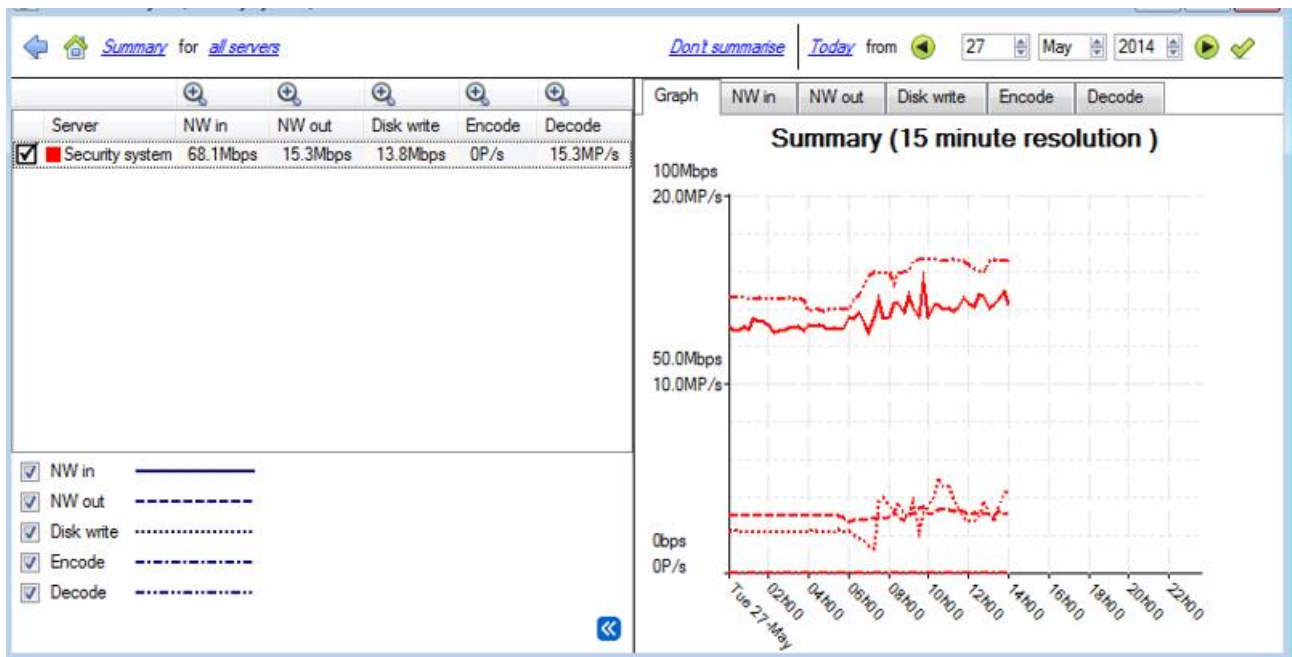 Summary for all servers
Don't summarise Today from 27 May 2014
Server NW in NW out Disk write Encode Decode
Security system 68.1Mbps 15.3Mbps 13.8Mbps 0P/s 15.3MP/s
NW in
NW out
Disk write
Encode
Decode
Graph NW in NW out Disk write Encode Decode
Summary (15 minute resolution )
100Mbps
20.0MP/s
50.0Mbps
10.0MP/s
0bps
0P/s
Tue 27-May 02h00 04h00 06h00 08h00 10h00 12h00 14h00 16h00 18h00 20h00 22h00